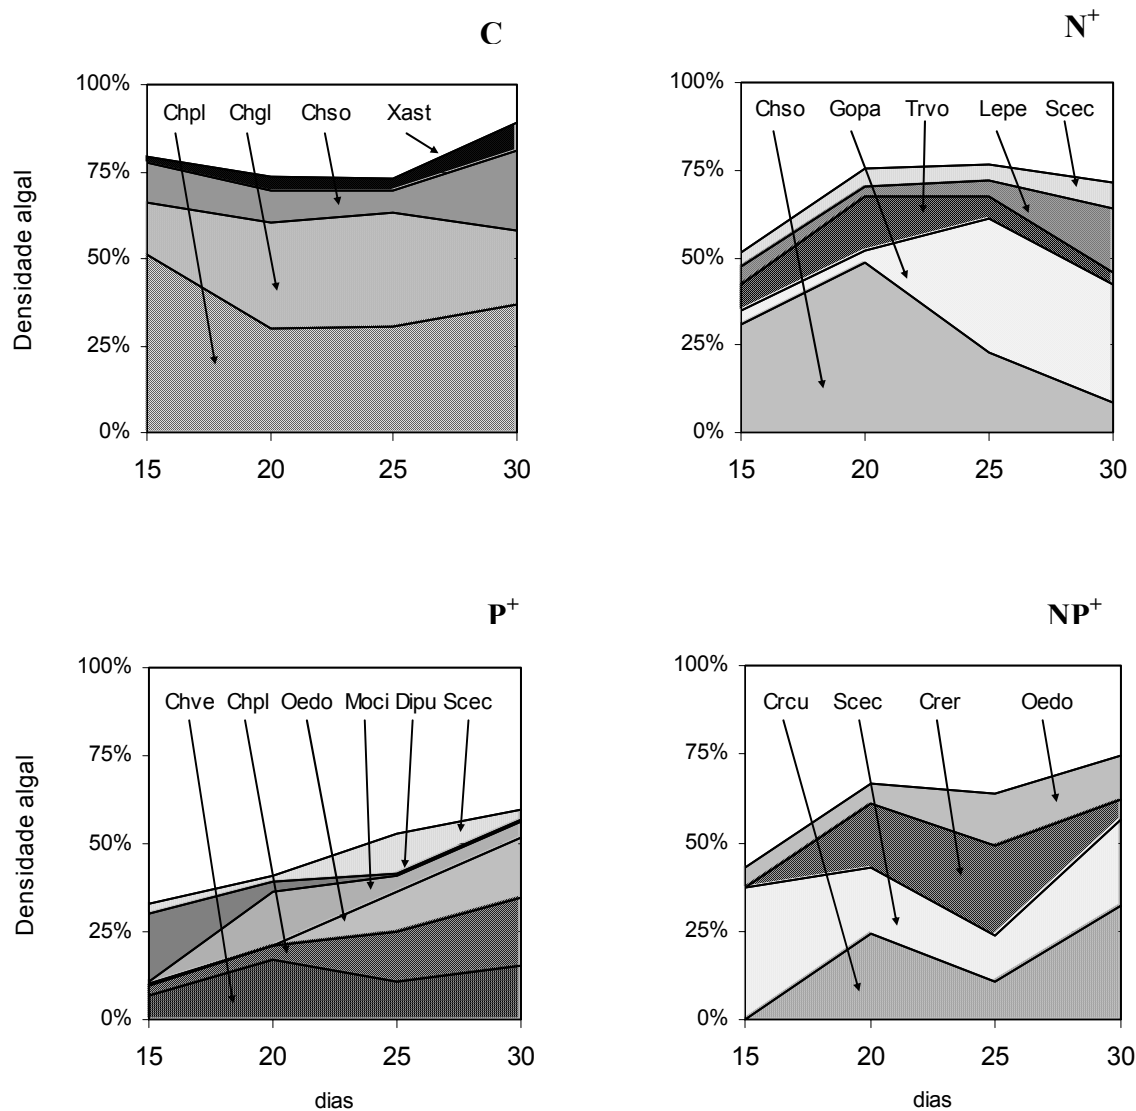 C
N+
100%
75%
50%
25%
0%
Densidade algal
Chpl Chgl Chso Xast
15 20 25 30
100%
75%
50%
25%
0%
Chso Gopa Trvo Lepe Scec
15 20 25 30
P+
NP+
100%
75%
50%
25%
0%
Densidade algal
Chve Chpl Oedo Moci Dipu Scec
15 20 25 30
dias
100%
75%
50%
25%
0%
Crcu Scec Crer Oedo
15 20 25 30
dias